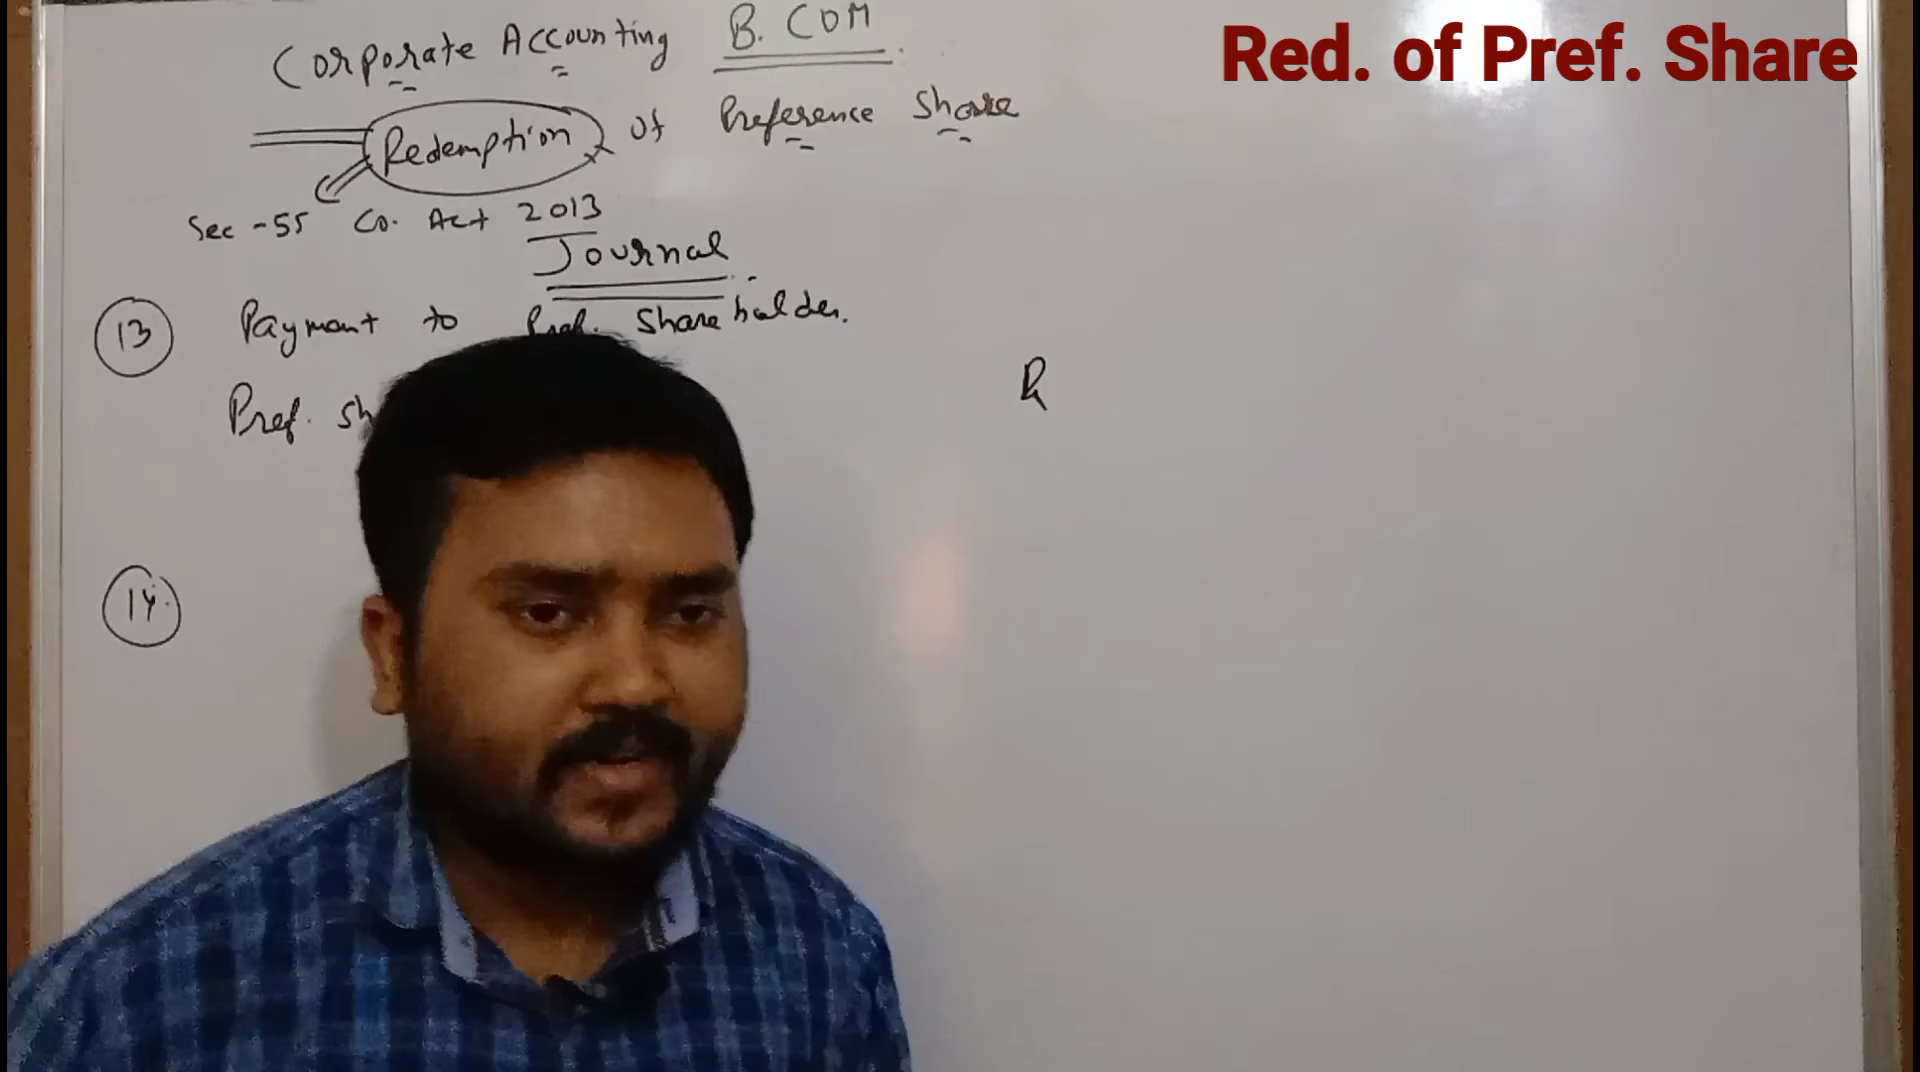 Corporate Accounting B. COM
Red. of Pref. Share
Redemption of Preference Share
Sec - 55 Co. Act 2013
Journal
13 Payment to Pref. Shareholder.
Pref. Sh
14.